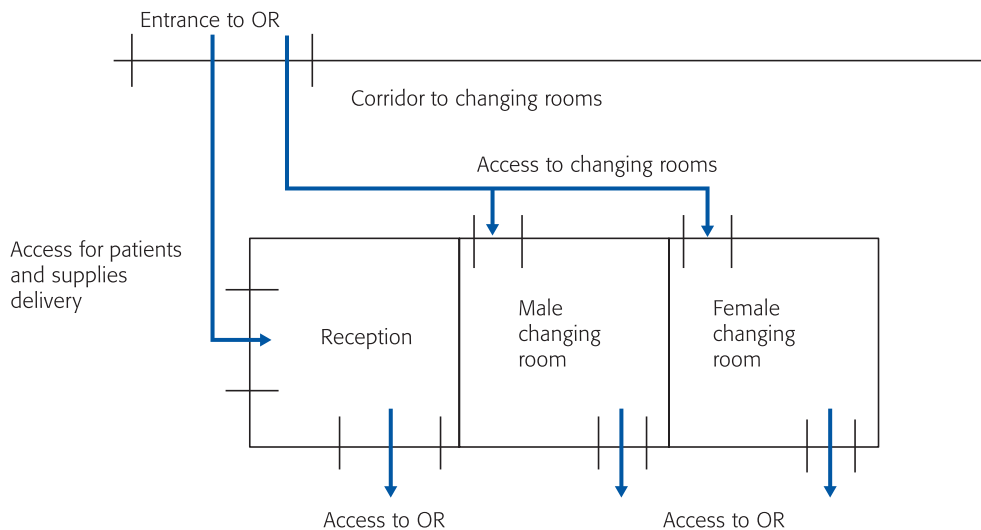 Entrance to OR
Corridor to changing rooms
Access to changing rooms
Access for patients
and supplies
delivery
Reception
Male
changing
room
Female
changing
room
Access to OR
Access to OR